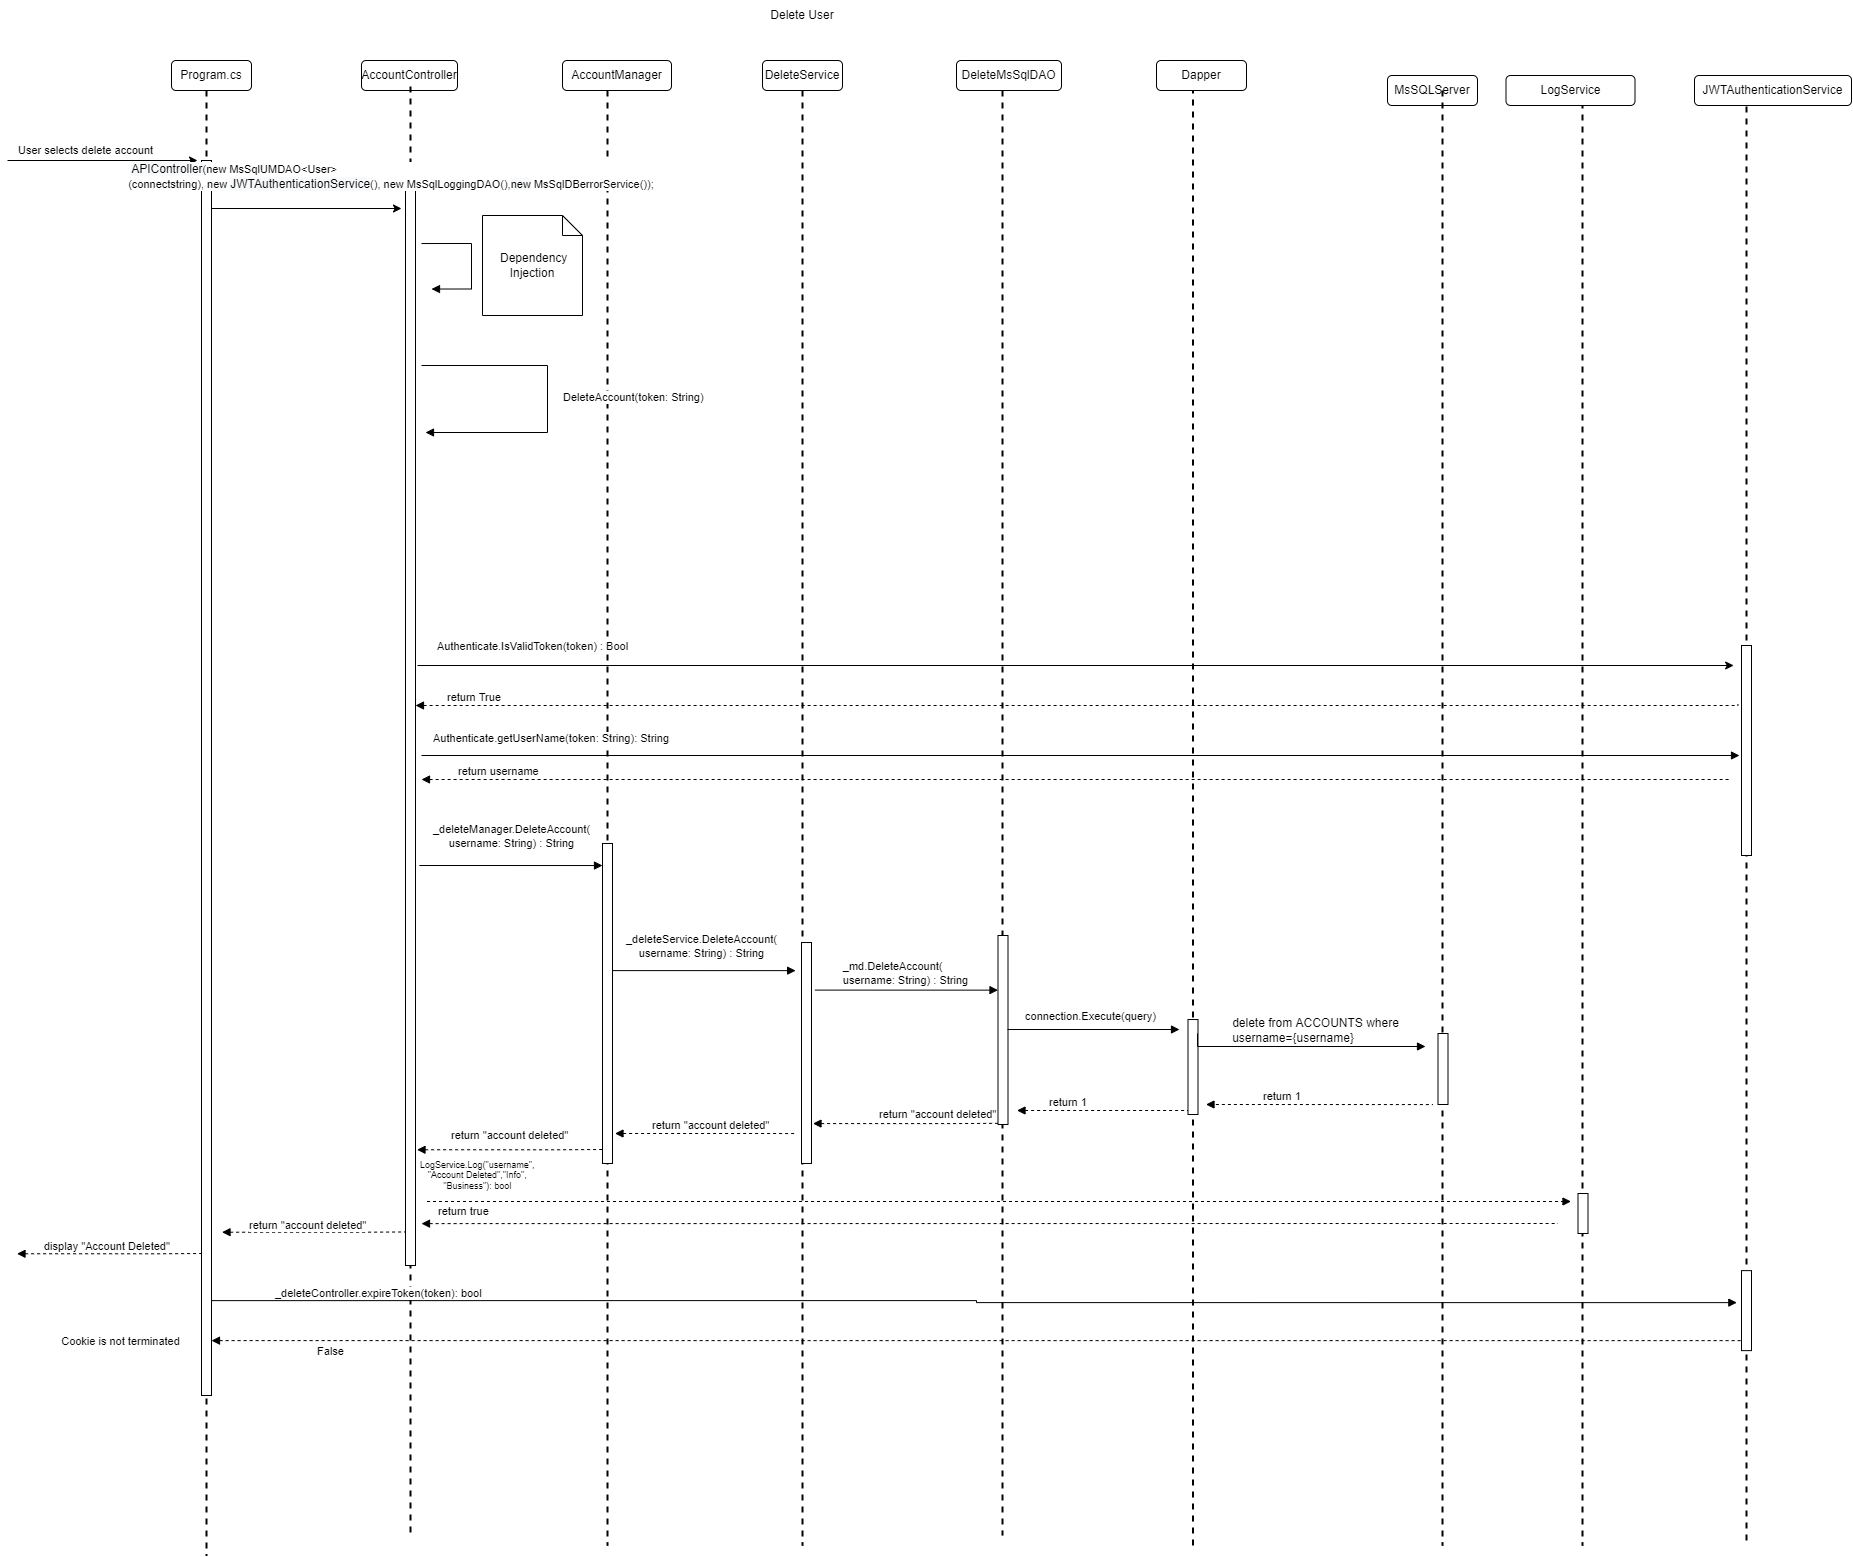 Delete User
Program.cs
AccountController
AccountManager
DeleteService
DeleteMsSqlDAO
Dapper
MsSQLServer
LogService
JWTAuthenticationService
User selects delete account
APIController(new MsSqlUMDAO<User>
(connectstring), new JWTAuthenticationService(), new MsSqlLoggingDAO(),new MsSqlDBerrorService());
Dependency
Injection
DeleteAccount(token: String)
Authenticate.IsValidToken(token) : Bool
return True
Authenticate.getUserName(token: String): String
return username
_deleteManager.DeleteAccount(
username: String) : String
_deleteService.DeleteAccount(
username: String) : String
_md.DeleteAccount(
username: String) : String
connection.Execute(query)
delete from ACCOUNTS where
username={username}
return 1
return 1
return "account deleted"
return "account deleted"
return "account deleted"
LogService.Log("username",
"Account Deleted","Info",
"Business"): bool
return true
return "account deleted"
display "Account Deleted"
_deleteController.expireToken(token): bool
Cookie is not terminated
False